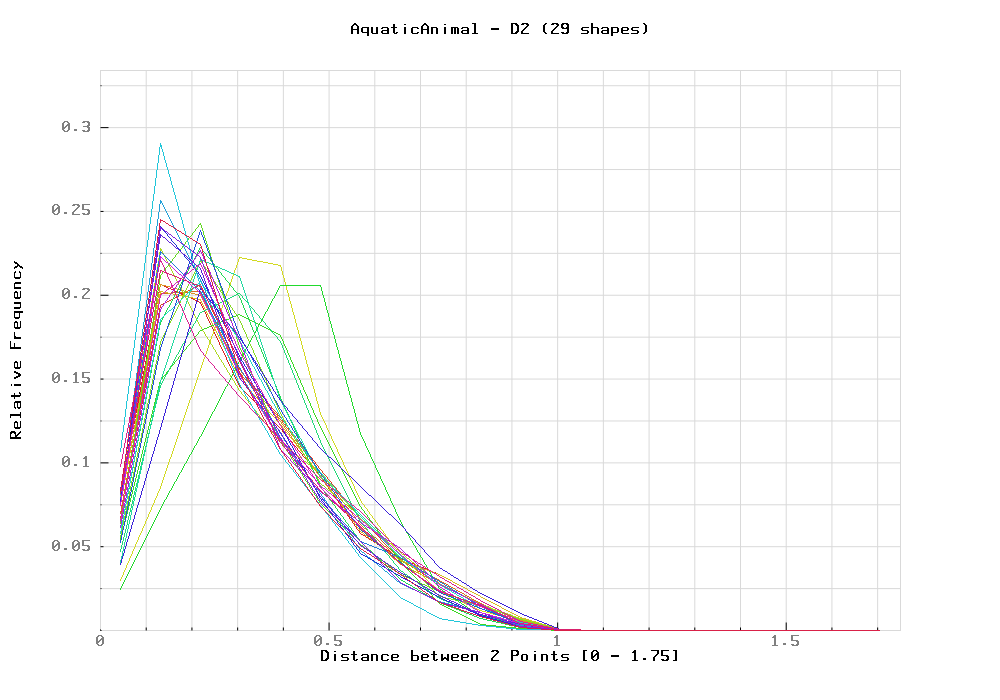 AquaticAnimal - D2 (29 shapes)
0.3
0.25
0.2
0.15
0.1
0.05
Relative Frequency
0 0.5 1 1.5
Distance between 2 Points [0 - 1.75]